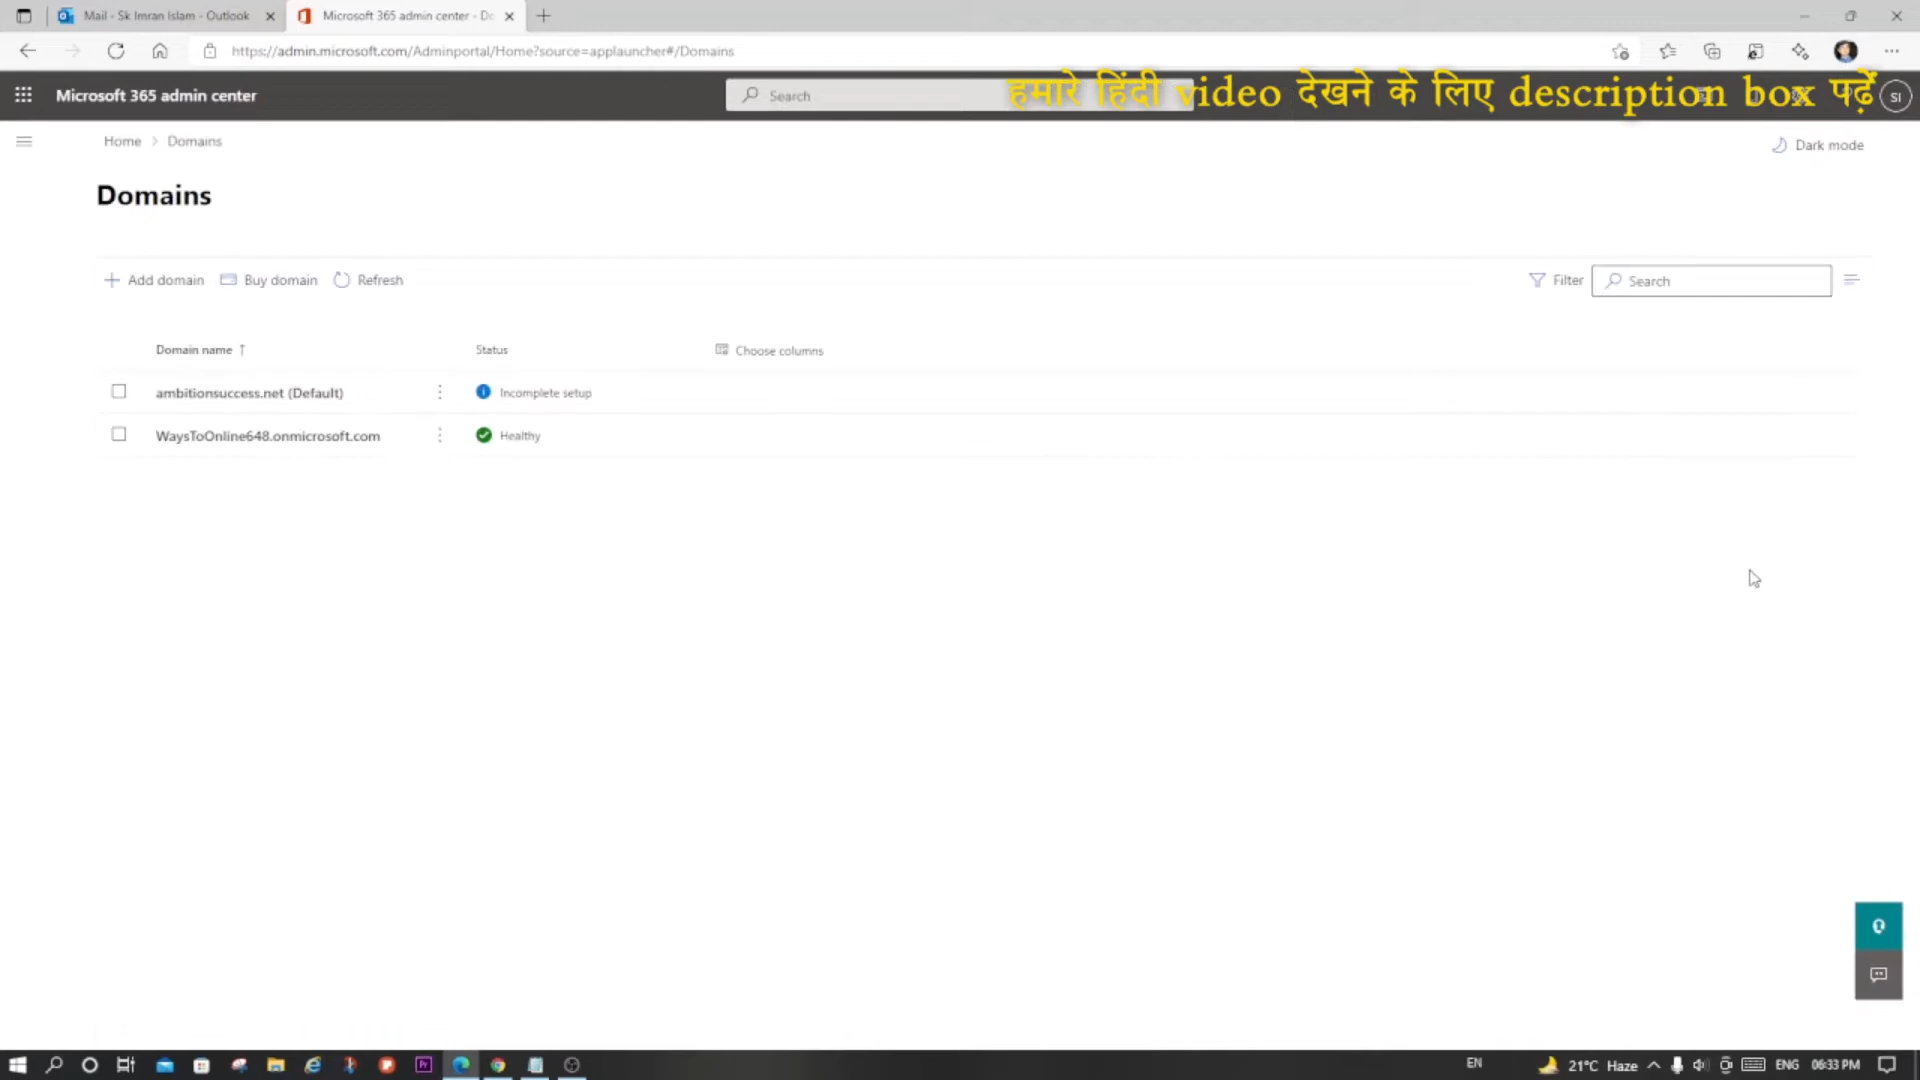 Mail - Sk Imran Islam - Outlook
Microsoft 365 admin center - Do
https://admin.microsoft.com/Adminportal/Home?source=applauncher#/Domains
Microsoft 365 admin center
Search
हमारे हिंदी video देखने के लिए description box पढ़ें
SI
Home > Domains
Dark mode
Domains
Add domain
Buy domain
Refresh
Filter
Search
Domain name ↑
Status
Choose columns
ambitionsuccess.net (Default)
Incomplete setup
WaysToOnline648.onmicrosoft.com
Healthy
Pr
EN
21°C Haze
ENG
06:33 PM